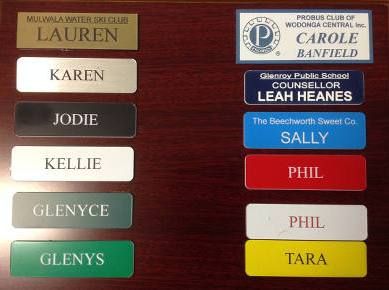 MULWALA WATER SKI CLUB
LAUREN
KAREN
JODIE
KELLIE
GLENYCE
GLENYS
PROBUS CLUB OF
WODONGA CENTRAL Inc.
CAROLE
BANFIELD
Glenroy Public School
COUNSELLOR
LEAH HEANES
The Beechworth Sweet Co.
SALLY
PHIL
PHIL
TARA